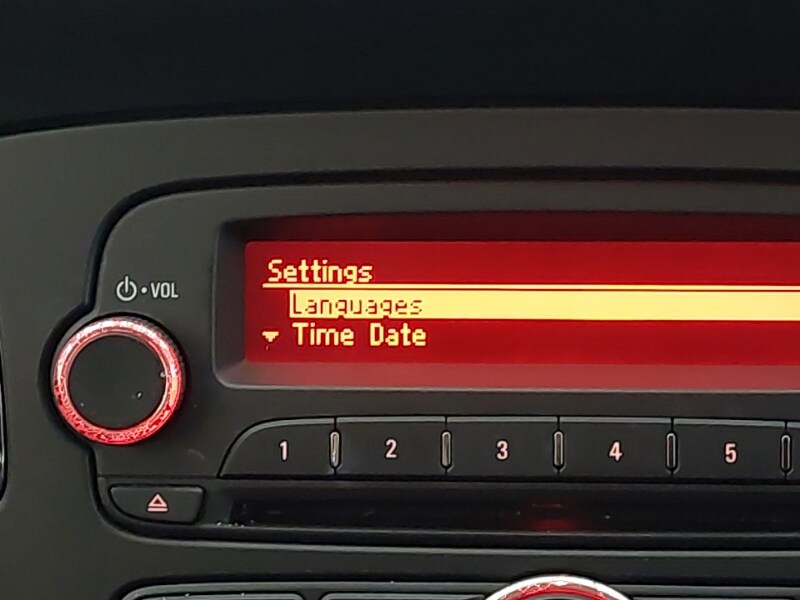 Settings
Languages
Time Date
VOL
1 2 3 4 5